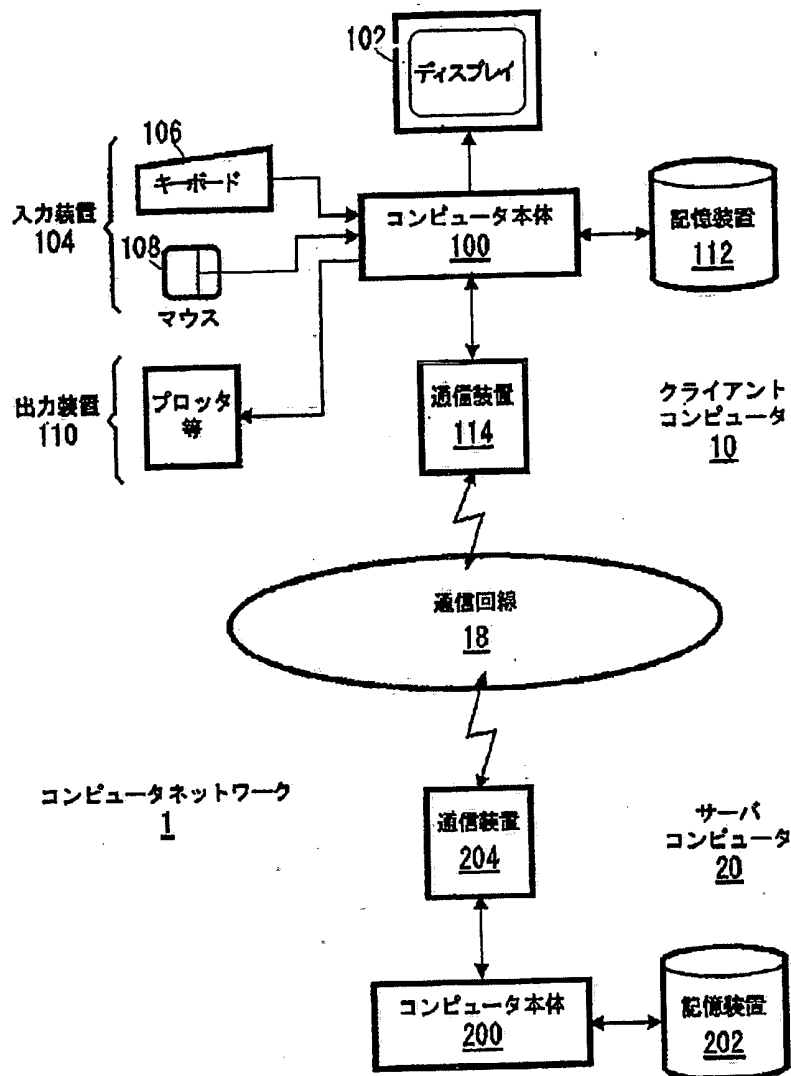 102
ディスプレイ
106
キーボード
入力装置
104
108
マウス
コンピュータ本体
100
記憶装置
112
出力装置
110
プロッタ
等
通信装置
114
クライアント
コンピュータ
10
通信回線
18
コンピュータネットワーク
1
通信装置
204
サーバ
コンピュータ
20
コンピュータ本体
200
記憶装置
202